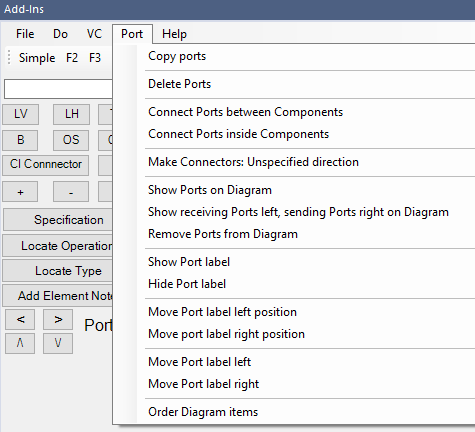 Add-Ins
File Do VC Port Help
Simple F2 F3
Copy ports
Delete Ports
Connect Ports between Components
Connect Ports inside Components
Make Connectors: Unspecified direction
Show Ports on Diagram
Show receiving Ports left, sending Ports right on Diagram
Remove Ports from Diagram
Show Port label
Hide Port label
Move Port label left position
Move port label right position
Move Port label left
Move Port label right
Order Diagram items
LV LH
B OS
CI Connnector
+ -
Specification
Locate Operation
Locate Type
Add Element Note
< >
/\ \/
Port